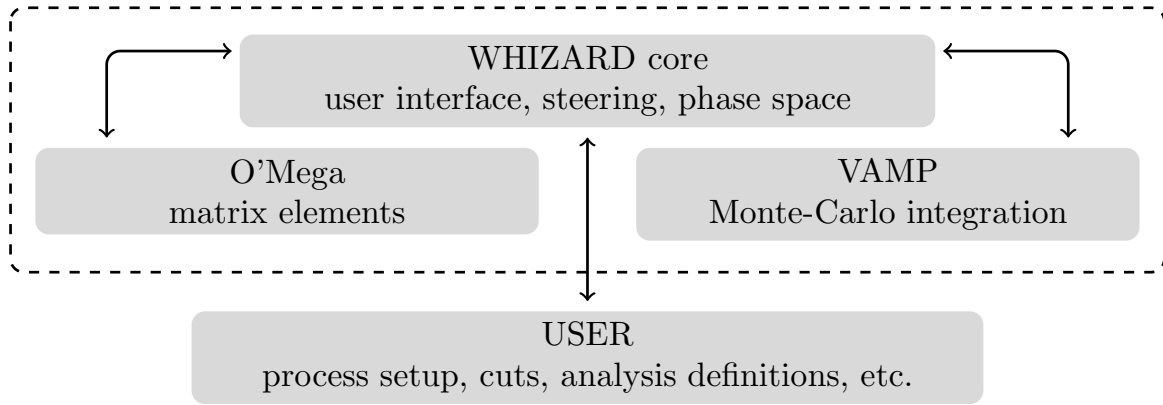 WHIZARD core
user interface, steering, phase space
O'Mega
matrix elements
VAMP
Monte-Carlo integration
USER
process setup, cuts, analysis definitions, etc.